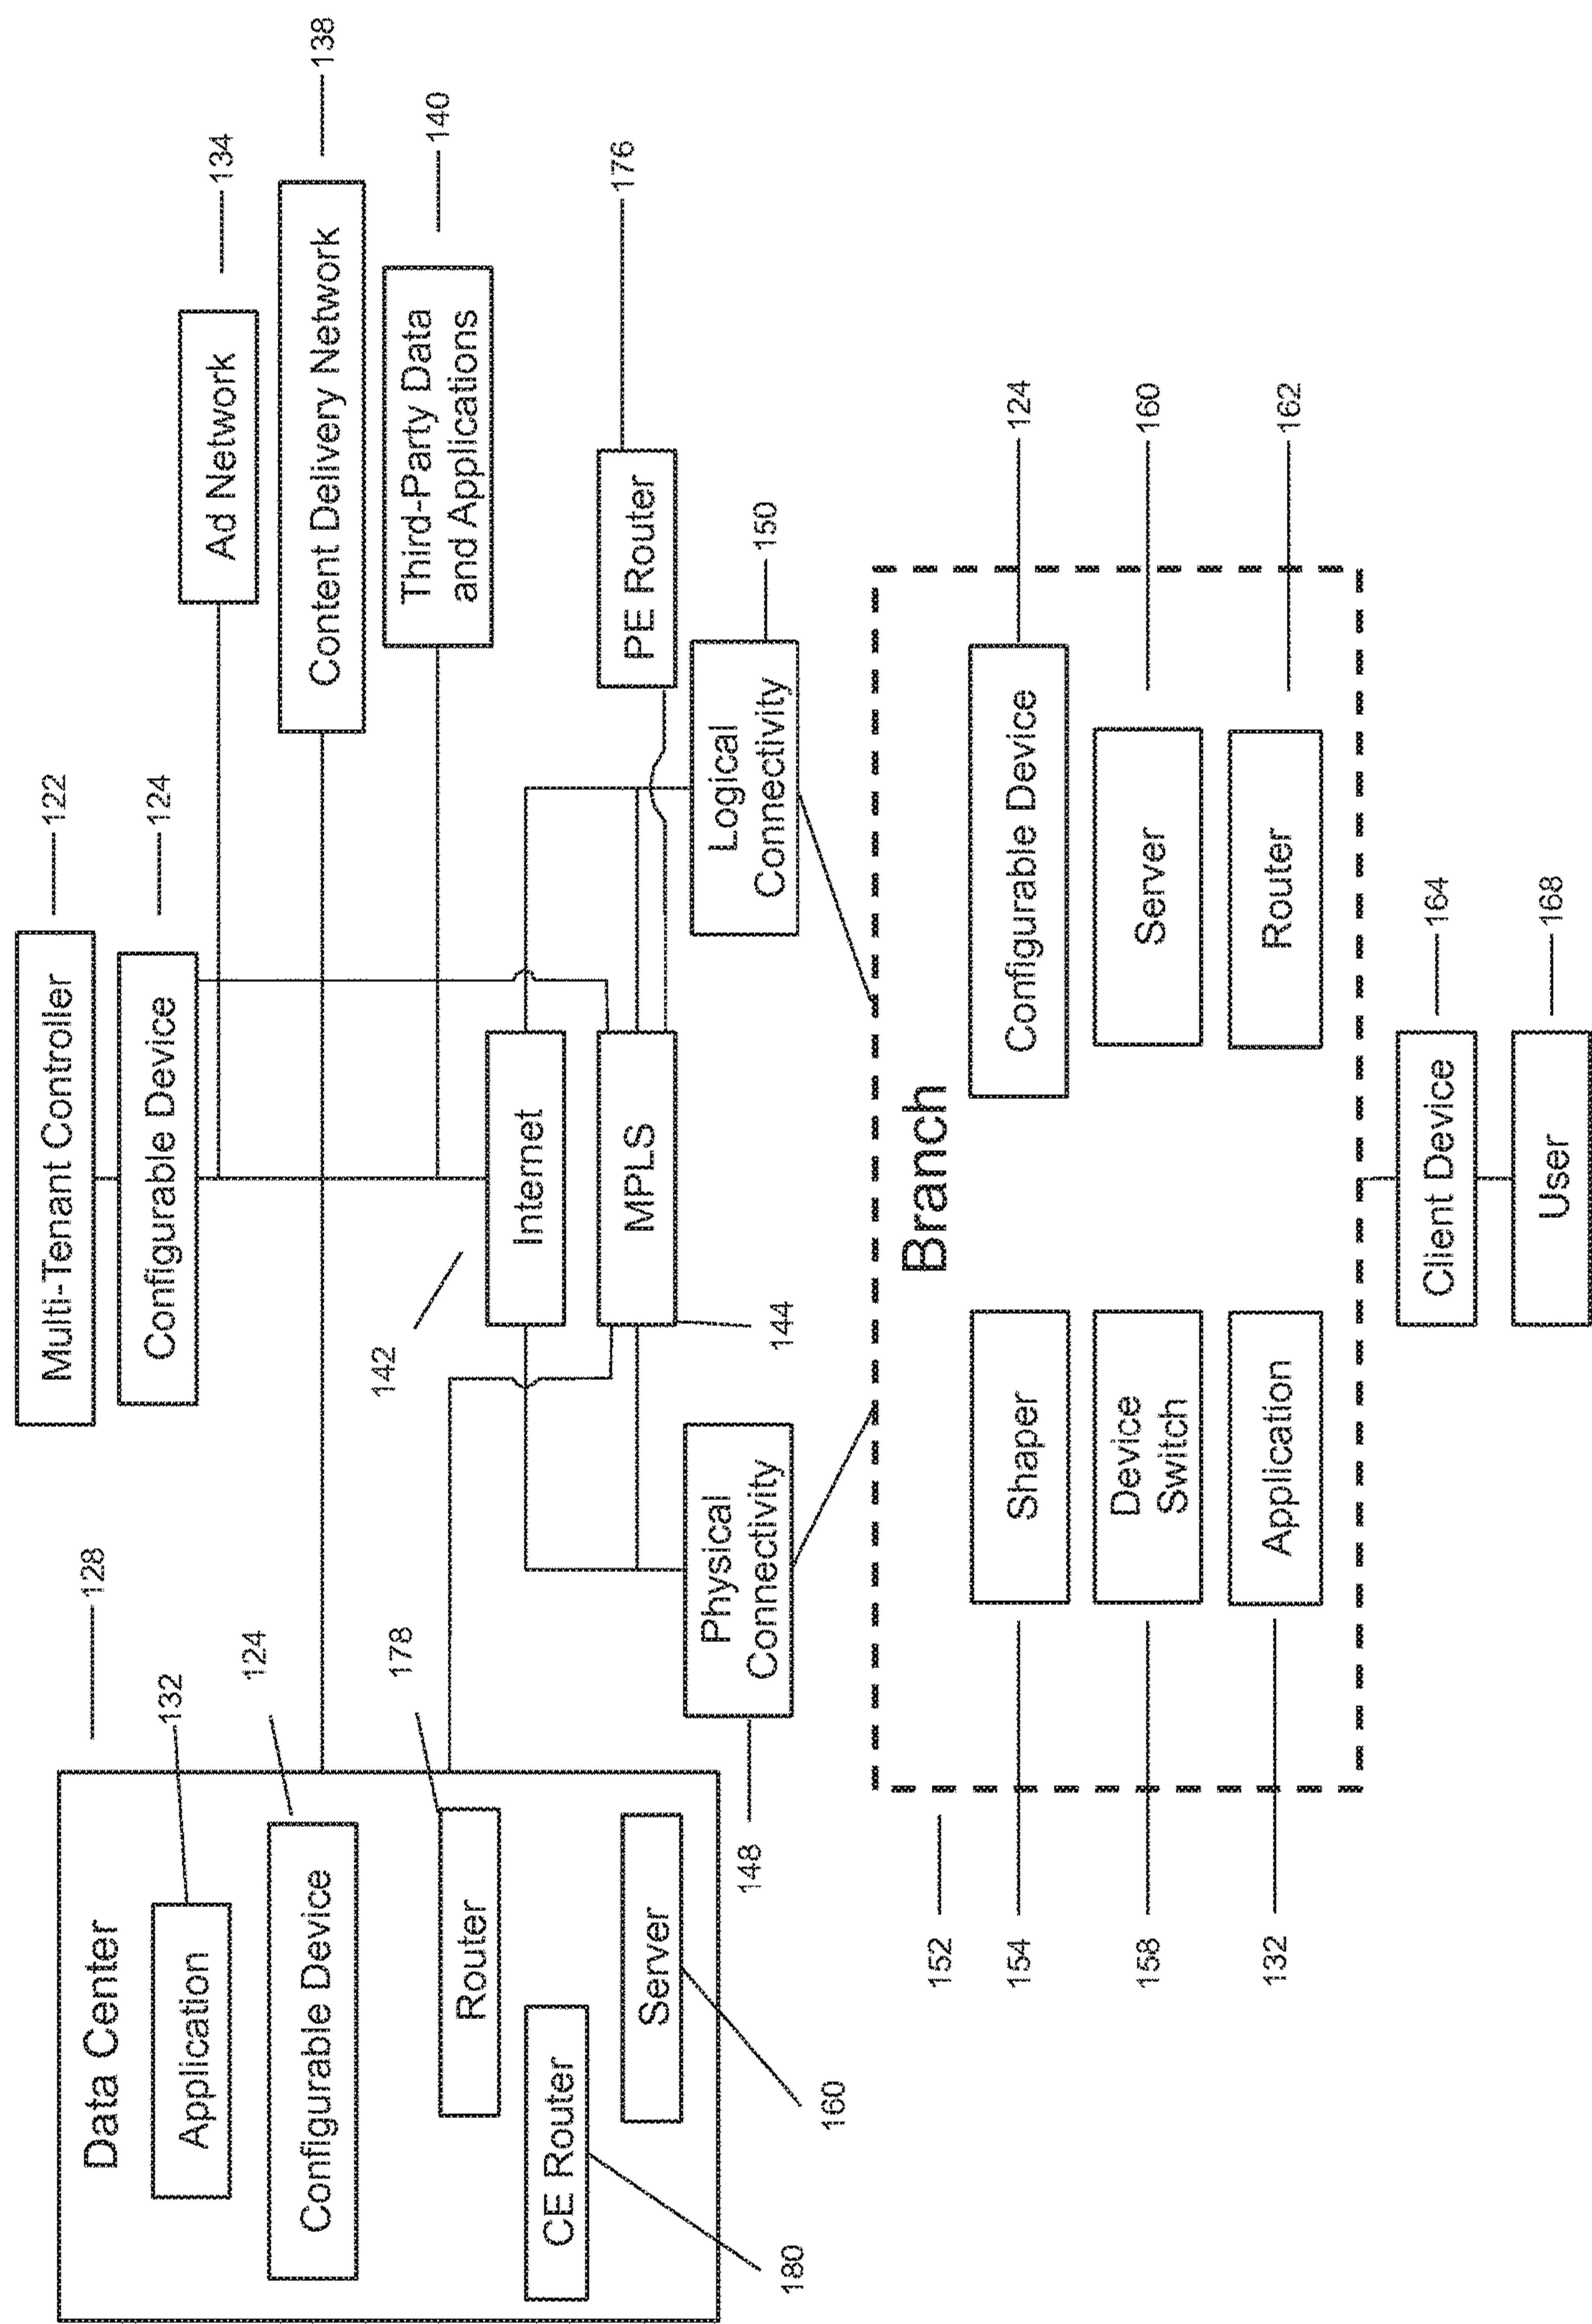 Multi-Tenant Controller
122
Configurable Device
124
Ad Network
134
Content Delivery Network
138
Third-Party Data
and Applications
140
128
Data Center
Application
132
Configurable Device
124
Router
178
CE Router
180
Server
160
142
Internet
MPLS
144
PE Router
176
Physical
Connectivity
148
Logical
Connectivity
150
Branch
152
Shaper
154
Configurable Device
124
Device
Switch
158
Server
160
Application
132
Router
162
Client Device
164
User
168